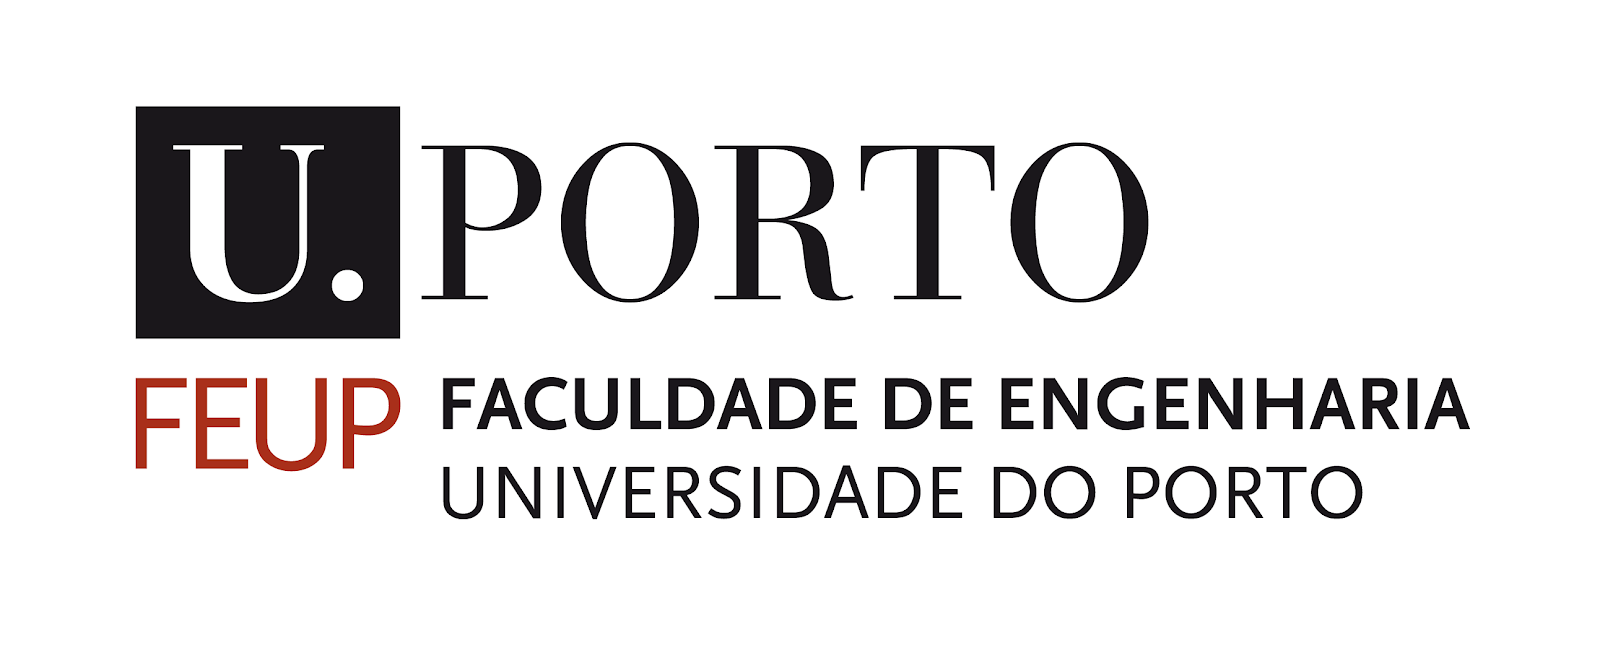 U. PORTO
FEUP FACULDADE DE ENGENHARIA
UNIVERSIDADE DO PORTO